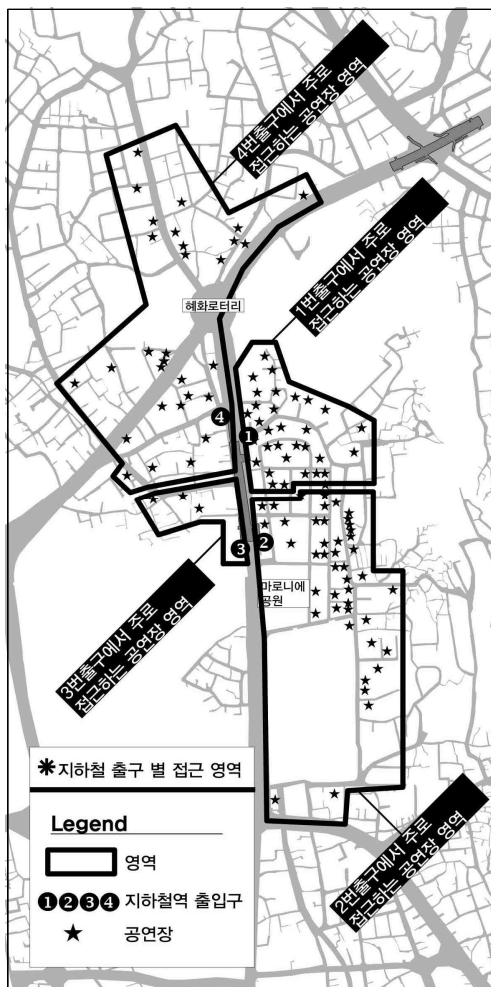 4번출구에서 주로
접근하는 공연장 영역
1번출구에서 주로
접근하는 공연장 영역
혜화로터리
4
1
3
2
마로니에
공원
3번출구에서 주로
접근하는 공연장 영역
2번출구에서 주로
접근하는 공연장 영역
지하철 출구 별 접근 영역
Legend
영역
1234 지하철역 출입구
공연장